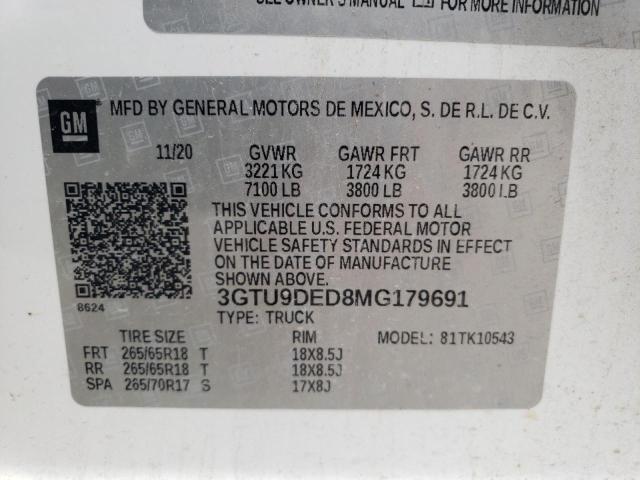 SEE OWNER'S MANUAL FOR MORE INFORMATION
GM
MFD BY GENERAL MOTORS DE MEXICO, S. DE R.L. DE C.V.
11/20 GVWR GAWR FRT GAWR RR
3221 KG 1724 KG 1724 KG
7100 LB 3800 LB 3800 LB
THIS VEHICLE CONFORMS TO ALL
APPLICABLE U.S. FEDERAL MOTOR
VEHICLE SAFETY STANDARDS IN EFFECT
ON THE DATE OF MANUFACTURE
SHOWN ABOVE.
8624
3GTU9DED8MG179691
TYPE: TRUCK
TIRE SIZE RIM MODEL: 81TK10543
FRT 265/65R18 T 18X8.5J
RR 265/65R18 T 18X8.5J
SPA 265/70R17 S 17X8J